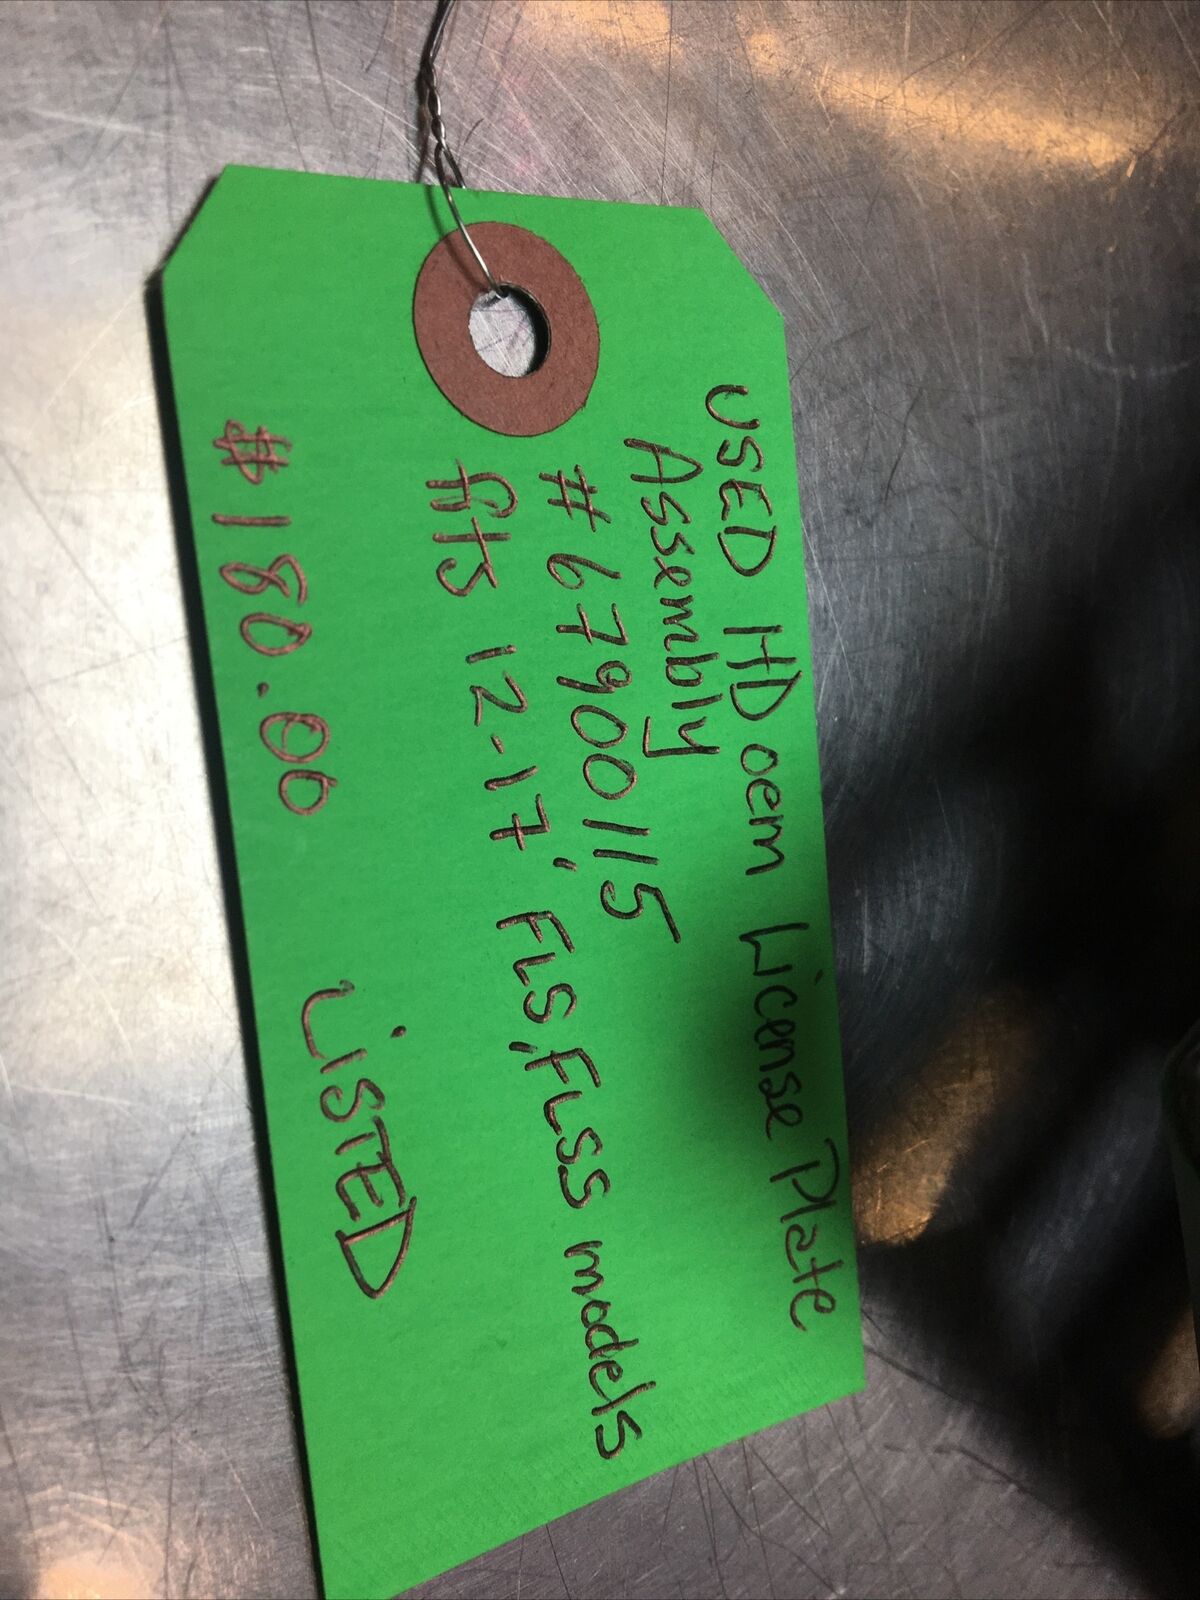 USED HD oem License Plate
Assembly
#67900115
fits 12-17, FLS, FLSS models
$180.00 LISTED